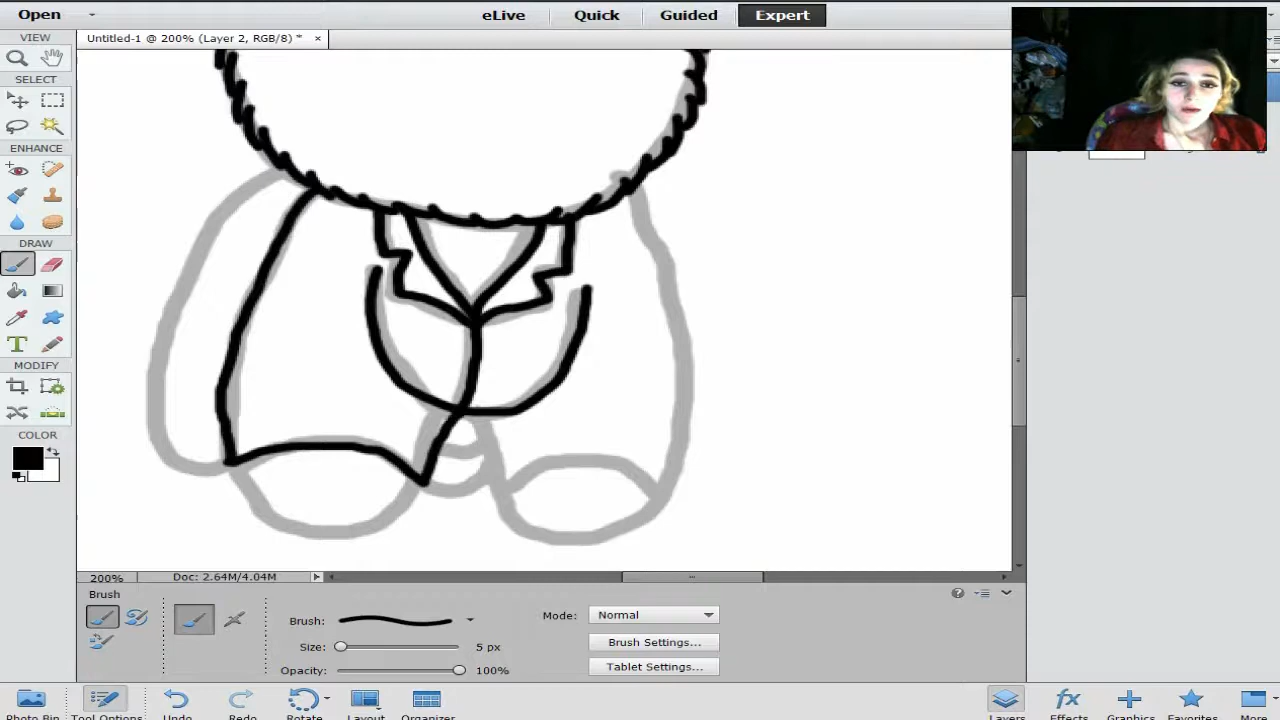 Open
eLive Quick Guided Expert
VIEW
Untitled-1 @ 200% (Layer 2, RGB/8) * ×
SELECT
ENHANCE
DRAW
T
MODIFY
COLOR
200% Doc: 2.64M/4.04M
Brush
Brush:
Size: 5 px
Opacity: 100%
Mode: Normal
Brush Settings...
Tablet Settings...
Photo Bin Tool Options Undo Redo Rotate Layout Organizer Layers Effects Graphics Favorites More